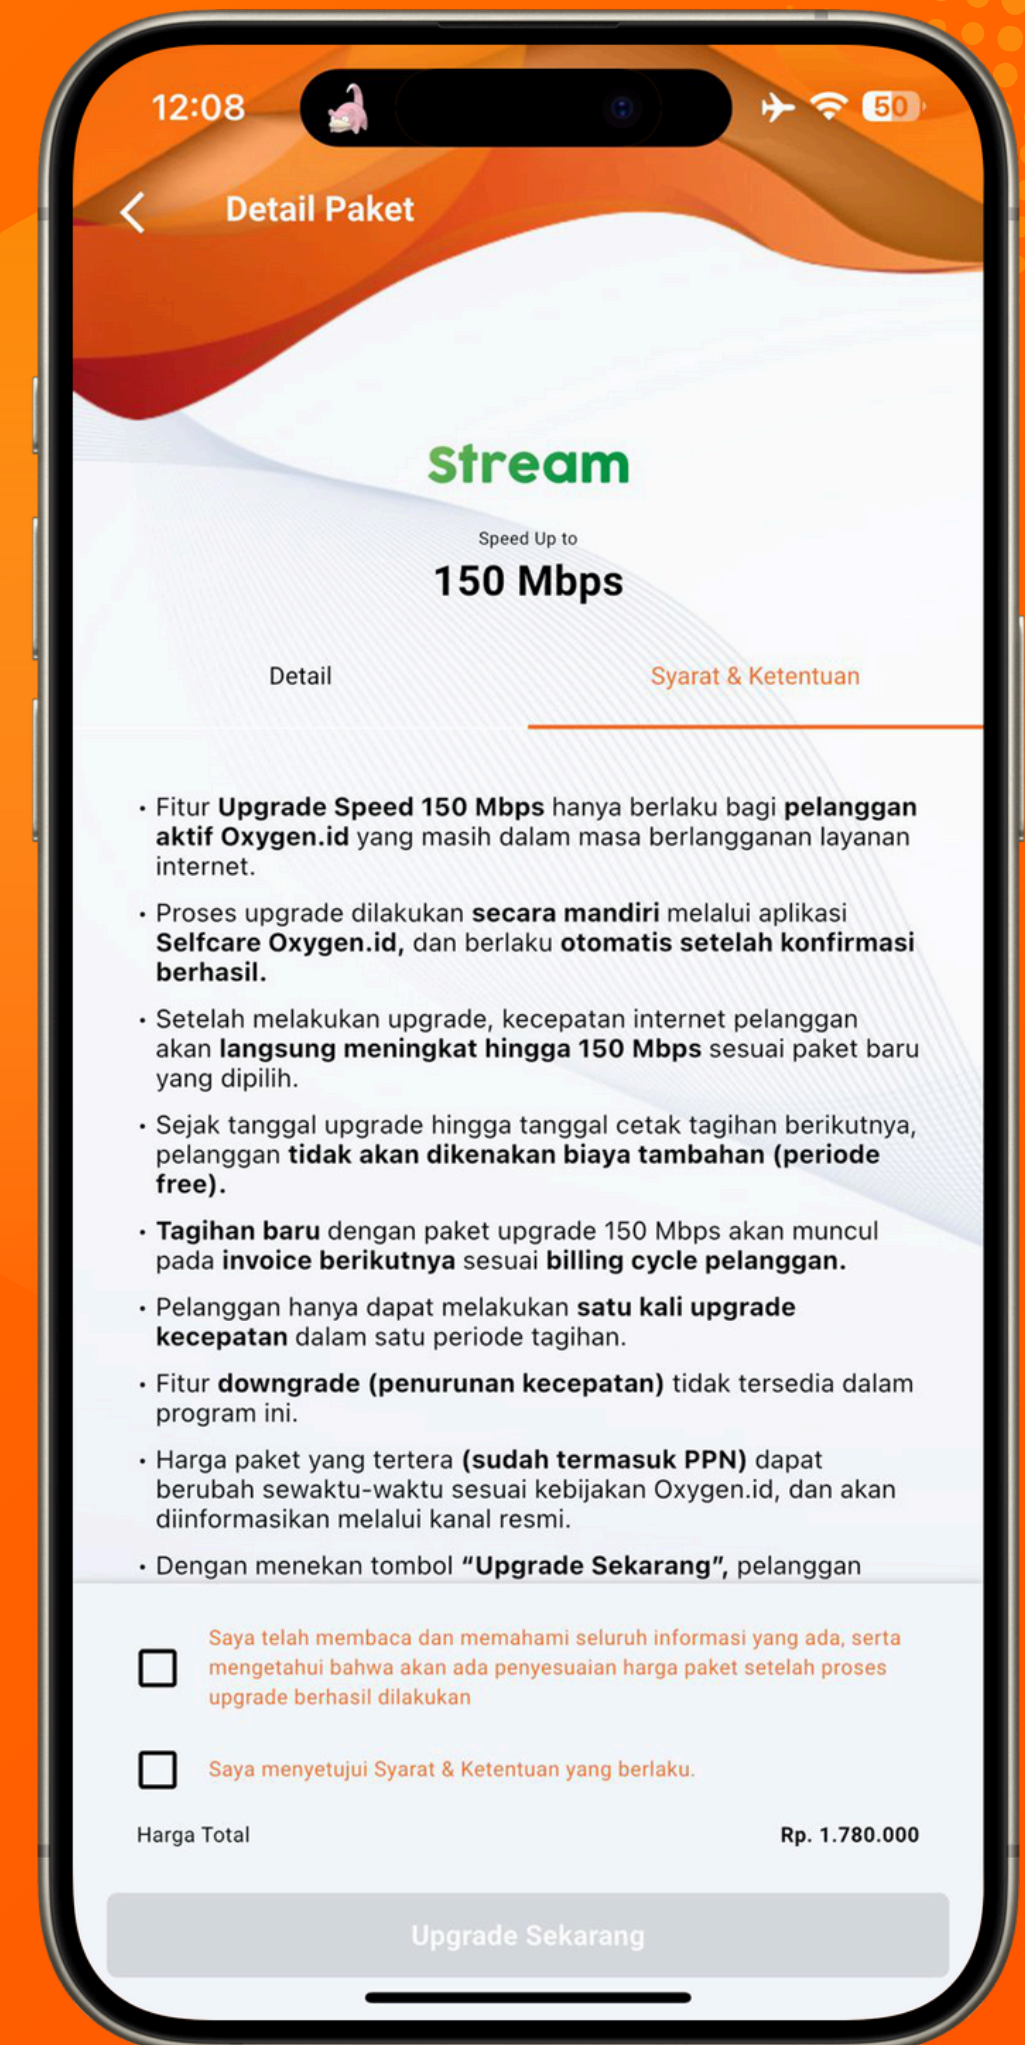 12:08
50
Detail Paket
Stream
Speed Up to
150 Mbps
Detail
Syarat & Ketentuan
• Fitur Upgrade Speed 150 Mbps hanya berlaku bagi pelanggan
aktif Oxygen.id yang masih dalam masa berlangganan layanan
internet.
• Proses upgrade dilakukan secara mandiri melalui aplikasi
Selfcare Oxygen.id, dan berlaku otomatis setelah konfirmasi
berhasil.
• Setelah melakukan upgrade, kecepatan internet pelanggan
akan langsung meningkat hingga 150 Mbps sesuai paket baru
yang dipilih.
• Sejak tanggal upgrade hingga tanggal cetak tagihan berikutnya,
pelanggan tidak akan dikenakan biaya tambahan (periode
free).
• Tagihan baru dengan paket upgrade 150 Mbps akan muncul
pada invoice berikutnya sesuai billing cycle pelanggan.
• Pelanggan hanya dapat melakukan satu kali upgrade
kecepatan dalam satu periode tagihan.
• Fitur downgrade (penurunan kecepatan) tidak tersedia dalam
program ini.
• Harga paket yang tertera (sudah termasuk PPN) dapat
berubah sewaktu-waktu sesuai kebijakan Oxygen.id, dan akan
diinformasikan melalui kanal resmi.
• Dengan menekan tombol “Upgrade Sekarang”, pelanggan
Saya telah membaca dan memahami seluruh informasi yang ada, serta
mengetahui bahwa akan ada penyesuaian harga paket setelah proses
upgrade berhasil dilakukan
Saya menyetujui Syarat & Ketentuan yang berlaku.
Harga Total
Rp. 1.780.000
Upgrade Sekarang